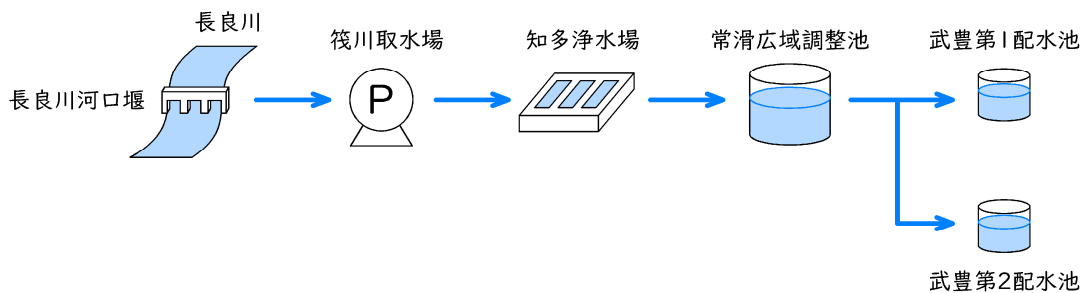 長良川
長良川河口堰
筏川取水場
P
知多浄水場
常滑広域調整池
武豊第1配水池
武豊第2配水池